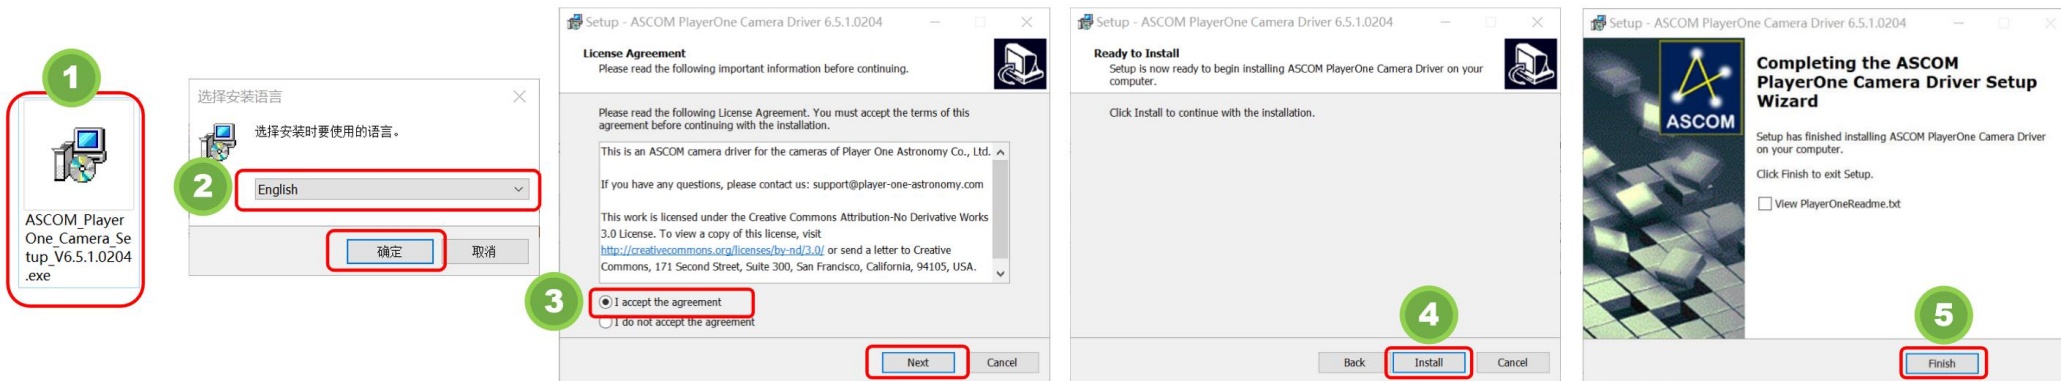 1
ASCOM_Player
One_Camera_Se
tup_V6.5.1.0204
.exe
选择安装语言
选择安装时要使用的语言。
2
English
确定
取消
Setup - ASCOM PlayerOne Camera Driver 6.5.1.0204
License Agreement
Please read the following important information before continuing.
Please read the following License Agreement. You must accept the terms of this
agreement before continuing with the installation.
This is an ASCOM camera driver for the cameras of Player One Astronomy Co., Ltd.
If you have any questions, please contact us: support@player-one-astronomy.com
This work is licensed under the Creative Commons Attribution-No Derivative Works
3.0 License. To view a copy of this license, visit
http://creativecommons.org/licenses/by-nd/3.0/ or send a letter to Creative
Commons, 171 Second Street, Suite 300, San Francisco, California, 94105, USA.
3
I accept the agreement
I do not accept the agreement
Next
Cancel
Setup - ASCOM PlayerOne Camera Driver 6.5.1.0204
Ready to Install
Setup is now ready to begin installing ASCOM PlayerOne Camera Driver on your
computer.
Click Install to continue with the installation.
4
Back
Install
Cancel
Setup - ASCOM PlayerOne Camera Driver 6.5.1.0204
ASCOM
Completing the ASCOM
PlayerOne Camera Driver Setup
Wizard
Setup has finished installing ASCOM PlayerOne Camera Driver
on your computer.
Click Finish to exit Setup.
View PlayerOneReadme.txt
5
Finish